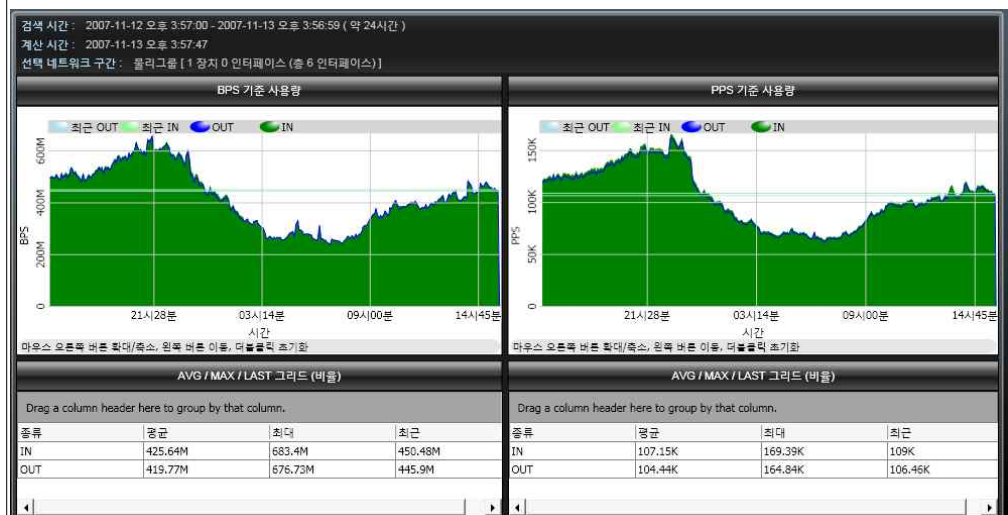 검색 시간 : 2007-11-12 오후 3:57:00 - 2007-11-13 오후 3:56:59 ( 약 24시간 )
계산 시간 : 2007-11-13 오후 3:57:47
선택 네트워크 구간 : 물리그룹 [ 1 장치 0 인터페이스 (총 6 인터페이스) ]
BPS 기준 사용량
최근 OUT 최근 IN OUT IN
600M
400M
200M
0
BPS
21시28분 03시14분 09시00분 14시45분
시간
마우스 오른쪽 버튼 확대/축소, 왼쪽 버튼 이동, 더블클릭 초기화
PPS 기준 사용량
최근 OUT 최근 IN OUT IN
150K
100K
50K
0
PPS
21시28분 03시14분 09시00분 14시45분
시간
마우스 오른쪽 버튼 확대/축소, 왼쪽 버튼 이동, 더블클릭 초기화
AVG / MAX / LAST 그리드 (비율)
Drag a column header here to group by that column.
종류 평균 최대 최근
IN 425.64M 683.4M 450.48M
OUT 419.77M 676.73M 445.9M
AVG / MAX / LAST 그리드 (비율)
Drag a column header here to group by that column.
종류 평균 최대 최근
IN 107.15K 169.39K 109K
OUT 104.44K 164.84K 106.46K